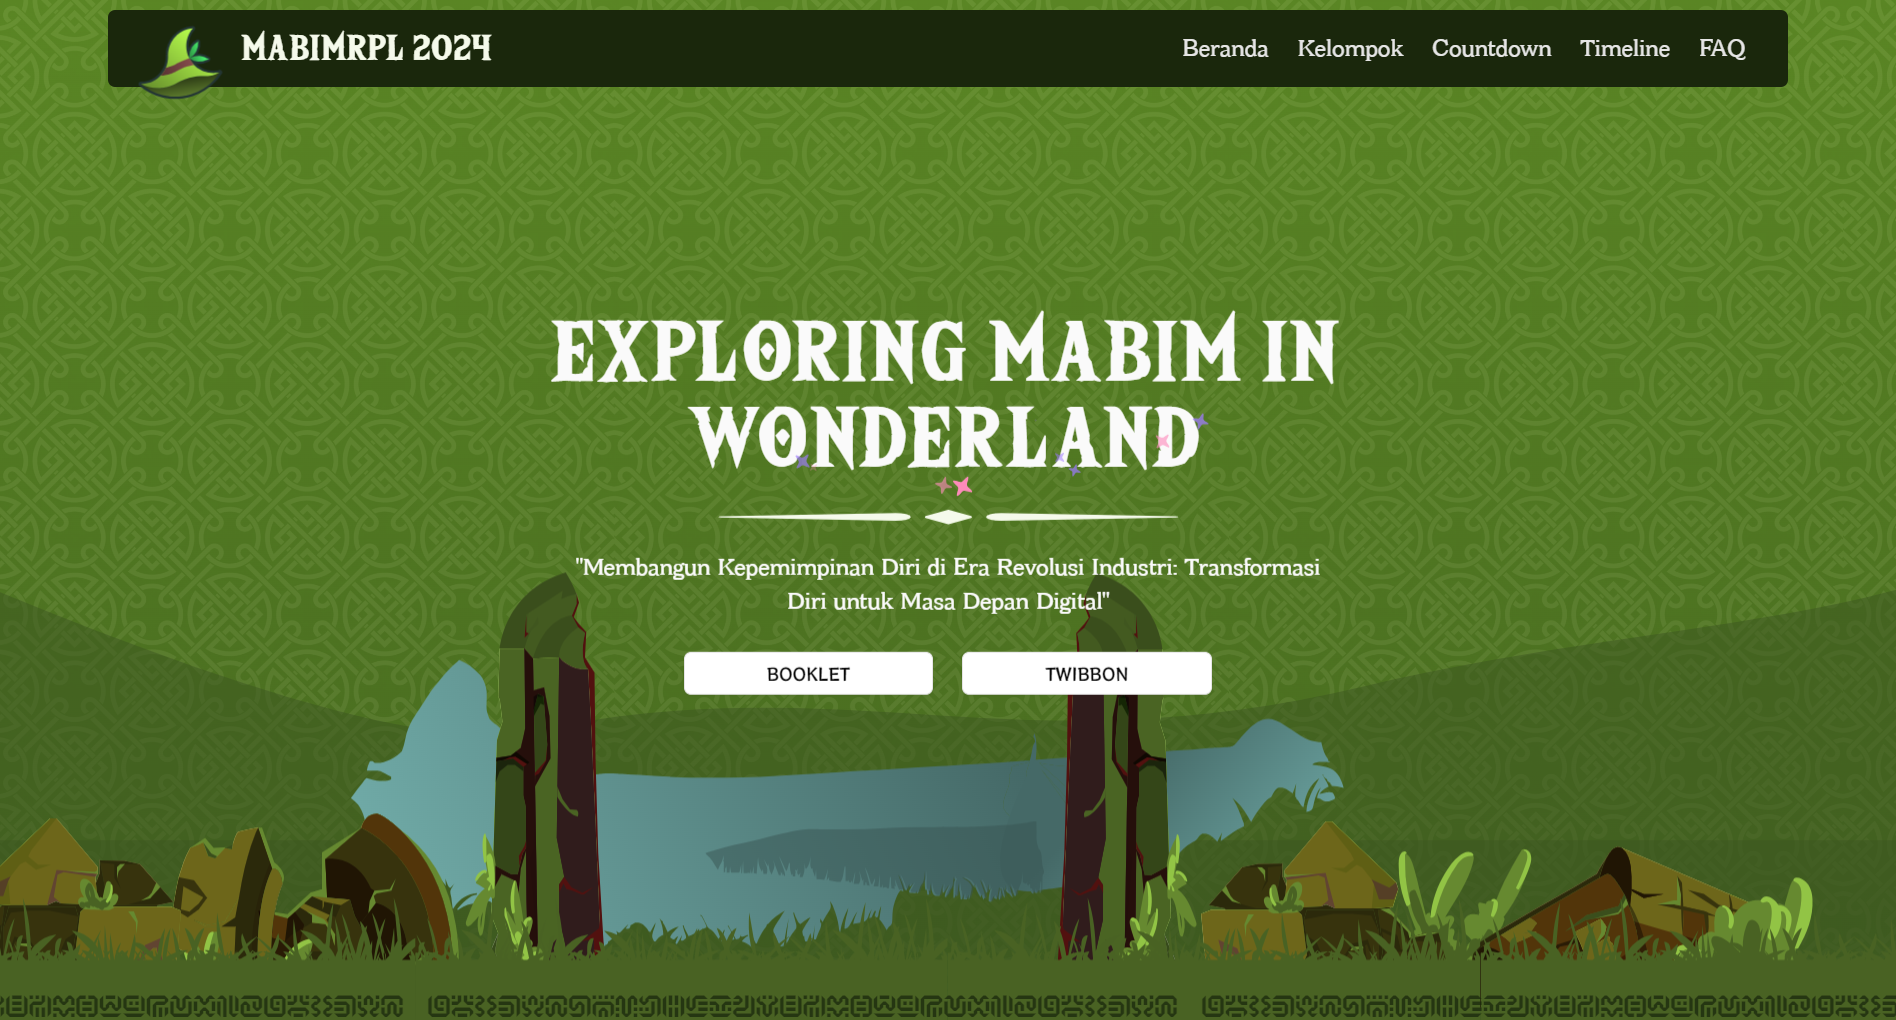 MABIMRPL 2024
Beranda Kelompok Countdown Timeline FAQ
EXPLORING MABIM IN
WONDERLAND
"Membangun Kepemimpinan Diri di Era Revolusi Industri: Transformasi
Diri untuk Masa Depan Digital"
BOOKLET TWIBBON